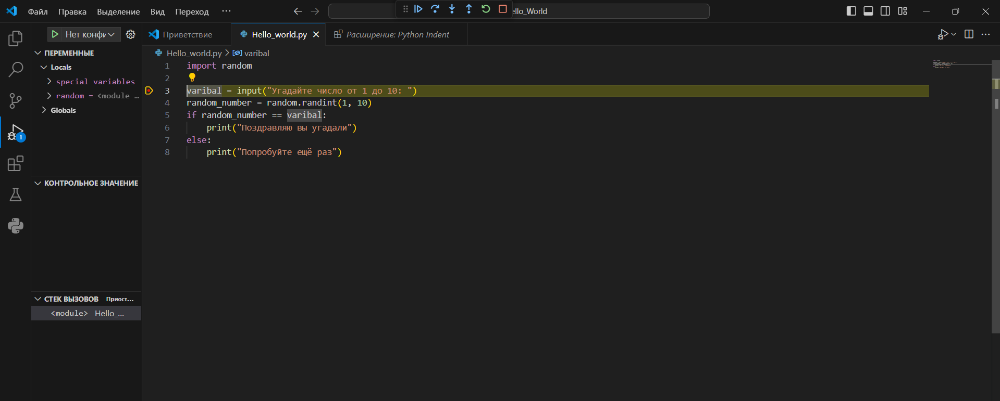 Файл Правка Выделение Вид Переход ··· ello_World
Нет конфи
Приветствие Hello_world.py Расширение: Python Indent
ПЕРЕМЕННЫЕ
Locals
special variables
random = <module …
Globals
КОНТРОЛЬНОЕ ЗНАЧЕНИЕ
СТЕК ВЫЗОВОВ Приост…
<module> Hello_...
1
Hello_world.py > varibal
1 import random
2
3 varibal = input("Угадайте число от 1 до 10: ")
4 random_number = random.randint(1, 10)
5 if random_number == varibal:
6     print("Поздравляю вы угадали")
7 else:
8     print("Попробуйте ещё раз")